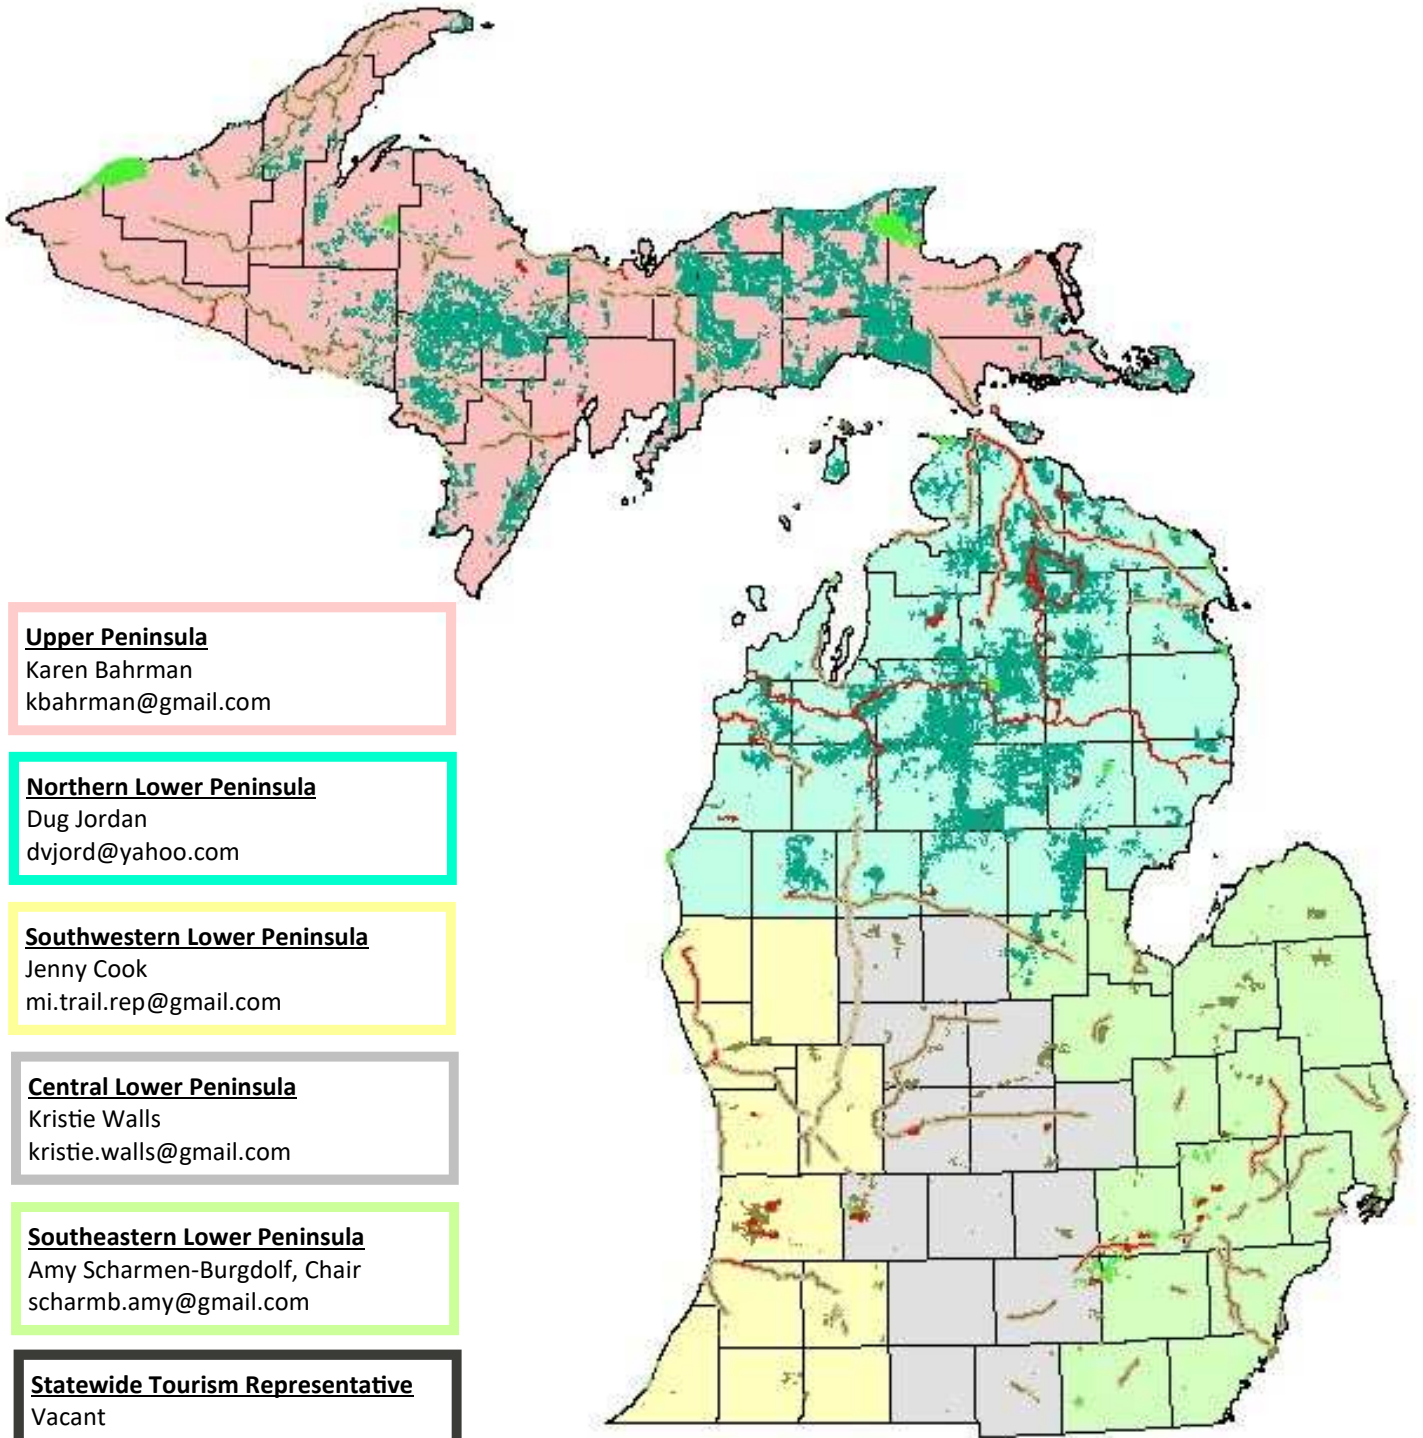 Upper Peninsula
Karen Bahrman
kbahrman@gmail.com
Northern Lower Peninsula
Dug Jordan
dvjord@yahoo.com
Southwestern Lower Peninsula
Jenny Cook
mi.trail.rep@gmail.com
Central Lower Peninsula
Kristie Walls
kristie.walls@gmail.com
Southeastern Lower Peninsula
Amy Scharmen-Burgdolf, Chair
scharmb.amy@gmail.com
Statewide Tourism Representative
Vacant